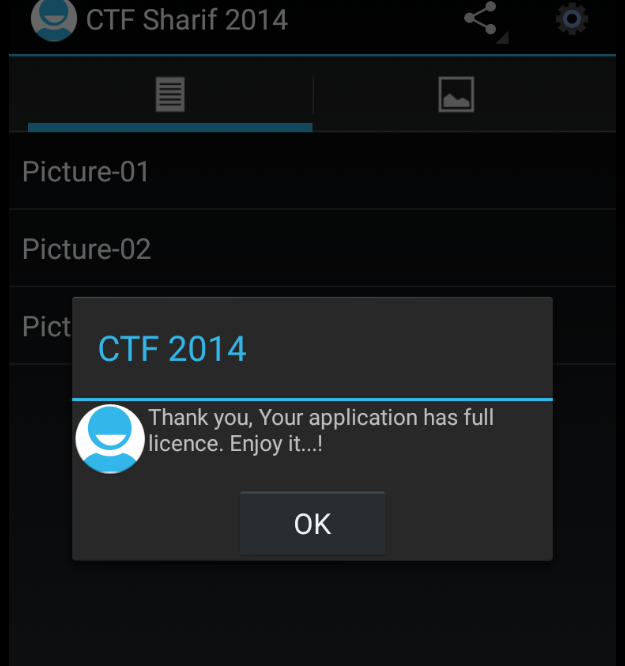 CTF Sharif 2014
Picture-01
Picture-02
Pict
CTF 2014
Thank you, Your application has full
licence. Enjoy it...!
OK